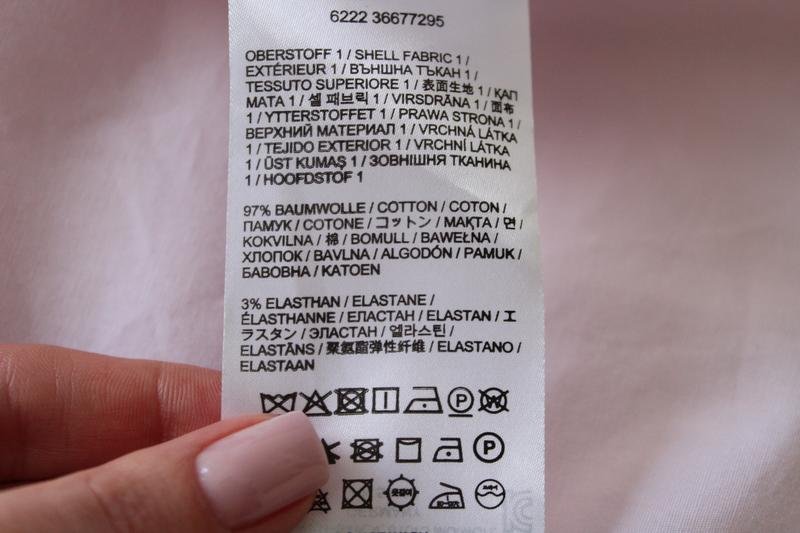 6222 36677295
OBERSTOFF 1 / SHELL FABRIC 1 /
EXTÉRIEUR 1 / ВЪНШНА ТЪКАН 1 /
TESSUTO SUPERIORE 1 / 表面生地 1 / ҚАП
МАТА 1 / 셸 패브릭 1 / VIRSDRĀNA 1 / 面布
1 / YTTERSTOFFET 1 / PRAWA STRONA 1 /
ВЕРХНИЙ МАТЕРИАЛ 1 / VRCHNÁ LÁTKA
1 / TEJIDO EXTERIOR 1 / VRCHNÍ LÁTKA
1 / ÜST KUMAŞ 1 / ЗОВНІШНЯ ТКАНИНА
1 / HOOFDSTOF 1
97% BAUMWOLLE / COTTON / COTON /
ПАМУК / COTONE / コットン / МАҚТА / 면 /
KOKVILNA / 棉 / BOMULL / BAWEŁNA /
ХЛОПОК / BAVLNA / ALGODÓN / PAMUK /
БАВОВНА / KATOEN
3% ELASTHAN / ELASTANE /
ÉLASTHANNE / ЕЛАСТАН / ELASTAN / エ
ラスタン / ЭЛАСТАН / 엘라스틴 /
ELASTĀNS / 聚氨酯弹性纤维 / ELASTANO /
ELASTAAN
P W
P